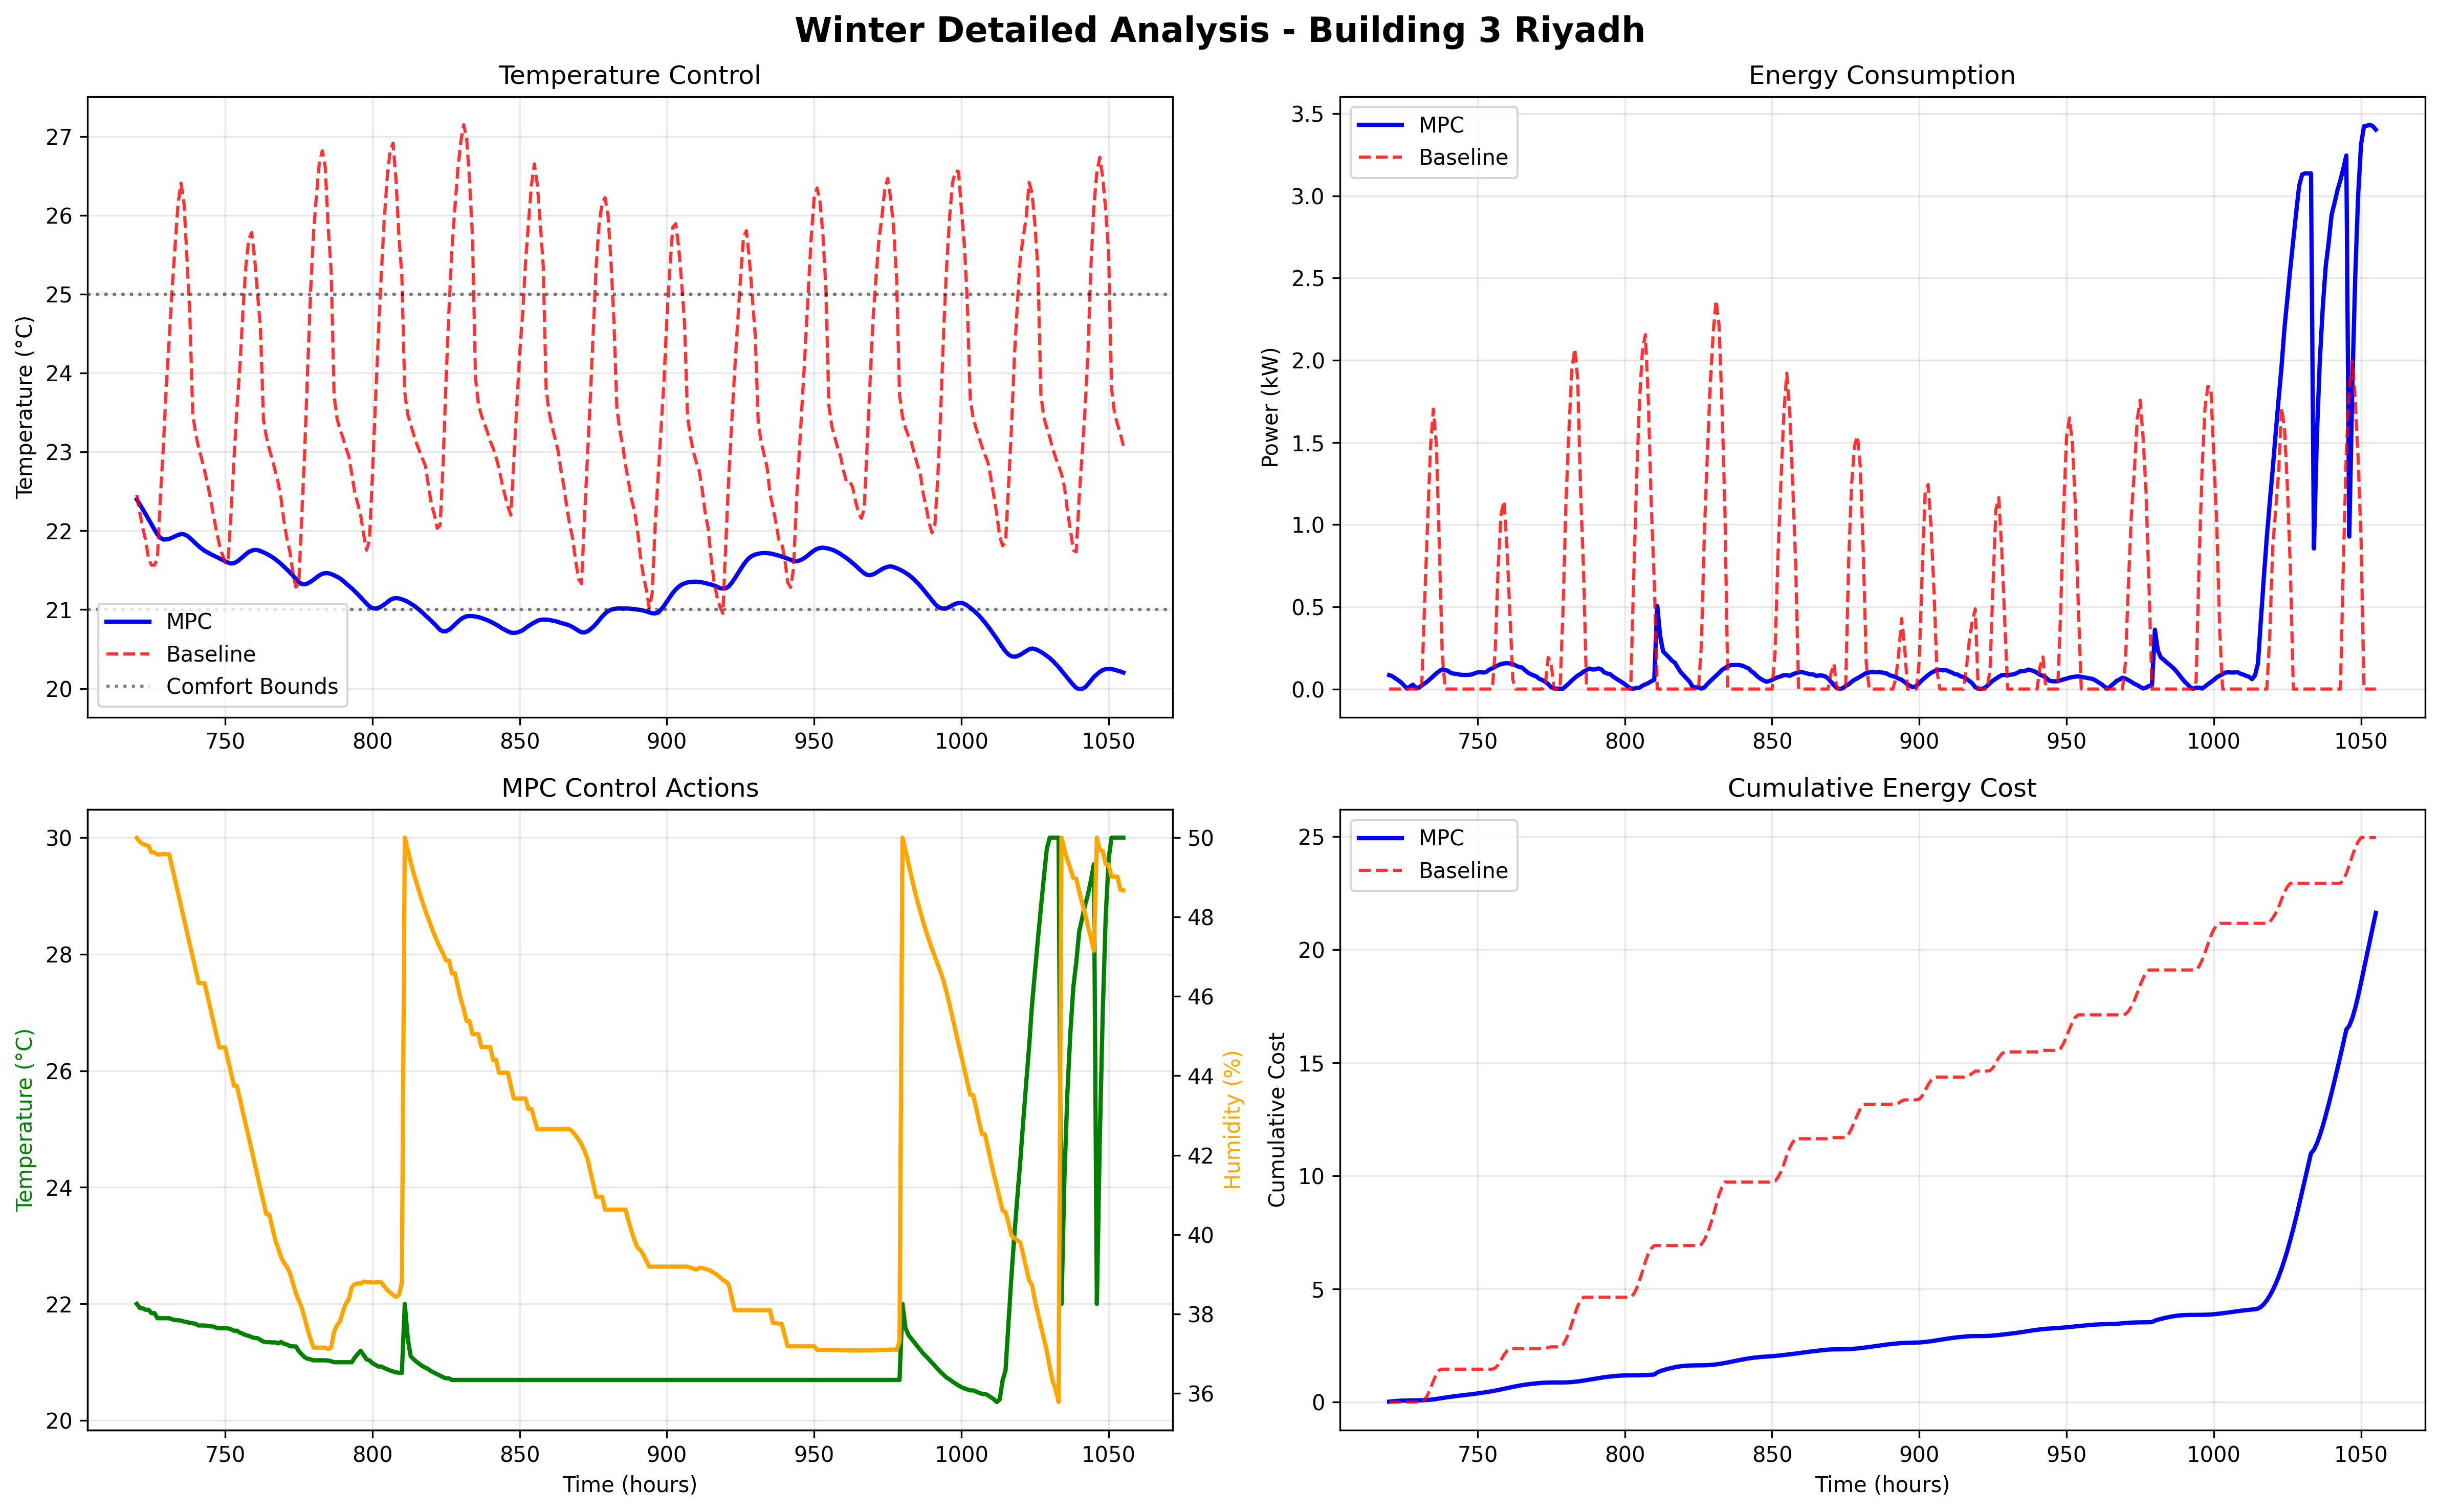 Winter Detailed Analysis - Building 3 Riyadh
Temperature Control
Temperature (°C)
27
26
25
24
23
22
21
20
MPC
Baseline
Comfort Bounds
750 800 850 900 950 1000 1050
Energy Consumption
Power (kW)
3.5
3.0
2.5
2.0
1.5
1.0
0.5
0.0
MPC
Baseline
750 800 850 900 950 1000 1050
MPC Control Actions
Temperature (°C)
30
28
26
24
22
20
50
48
46
44
42
40
38
36
Humidity (%)
750 800 850 900 950 1000 1050
Time (hours)
Cumulative Energy Cost
Cumulative Cost
25
20
15
10
5
0
MPC
Baseline
750 800 850 900 950 1000 1050
Time (hours)